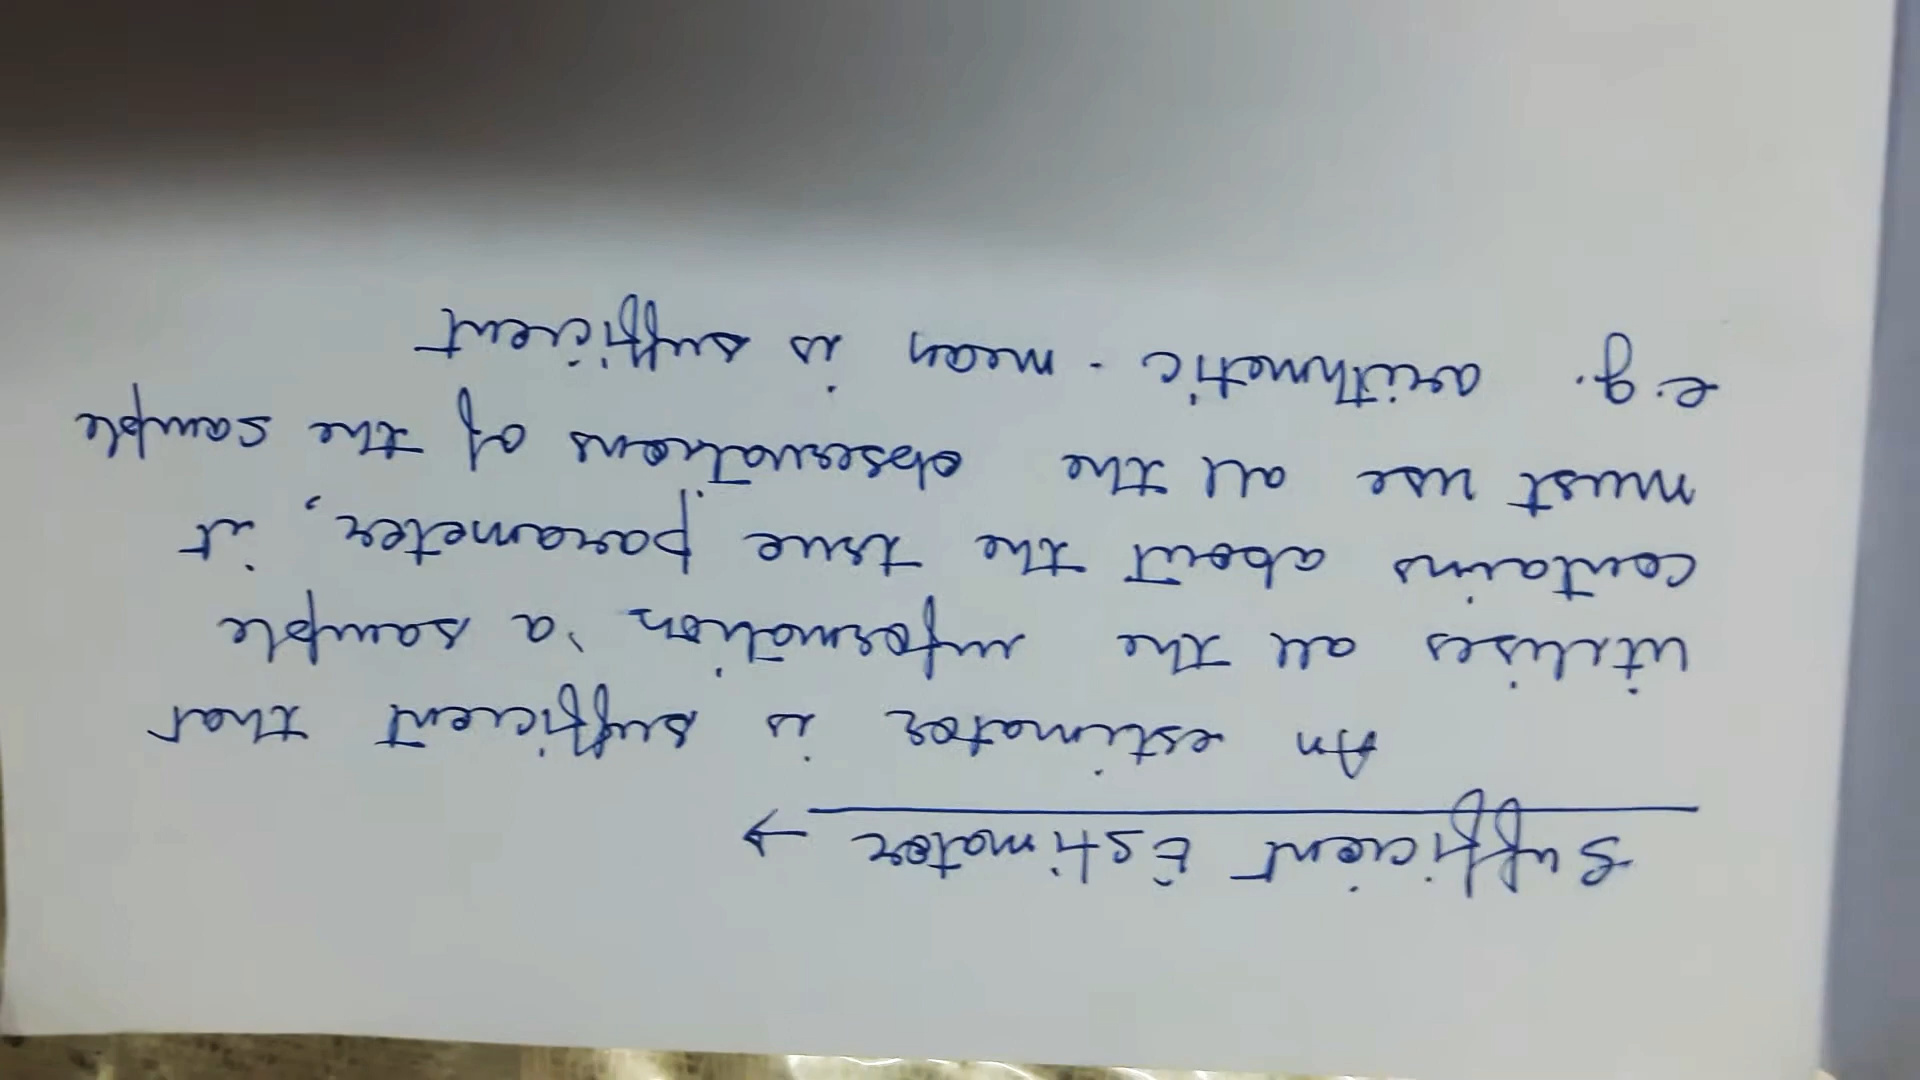 Sufficient Estimator →
An estimator is sufficient that
utilises all the information a sample
contains about the true parameter, it
must use all the observations of the sample
e.g. arithmetic - mean is sufficient